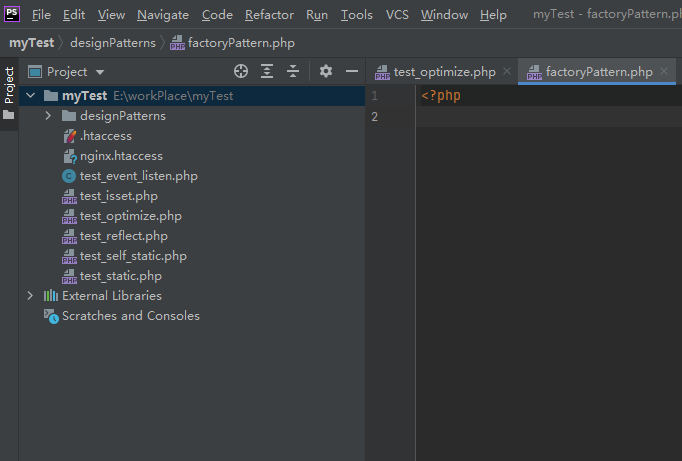 PS File Edit View Navigate Code Refactor Run Tools VCS Window Help myTest - factoryPattern.pl
myTest designPatterns factoryPattern.php
Project
Project test_optimize.php factoryPattern.php
myTest E:\workPlace\myTest
designPatterns
.htaccess
nginx.htaccess
test_event_listen.php
test_isset.php
test_optimize.php
test_reflect.php
test_self_static.php
test_static.php
External Libraries
Scratches and Consoles
1 <?php
2